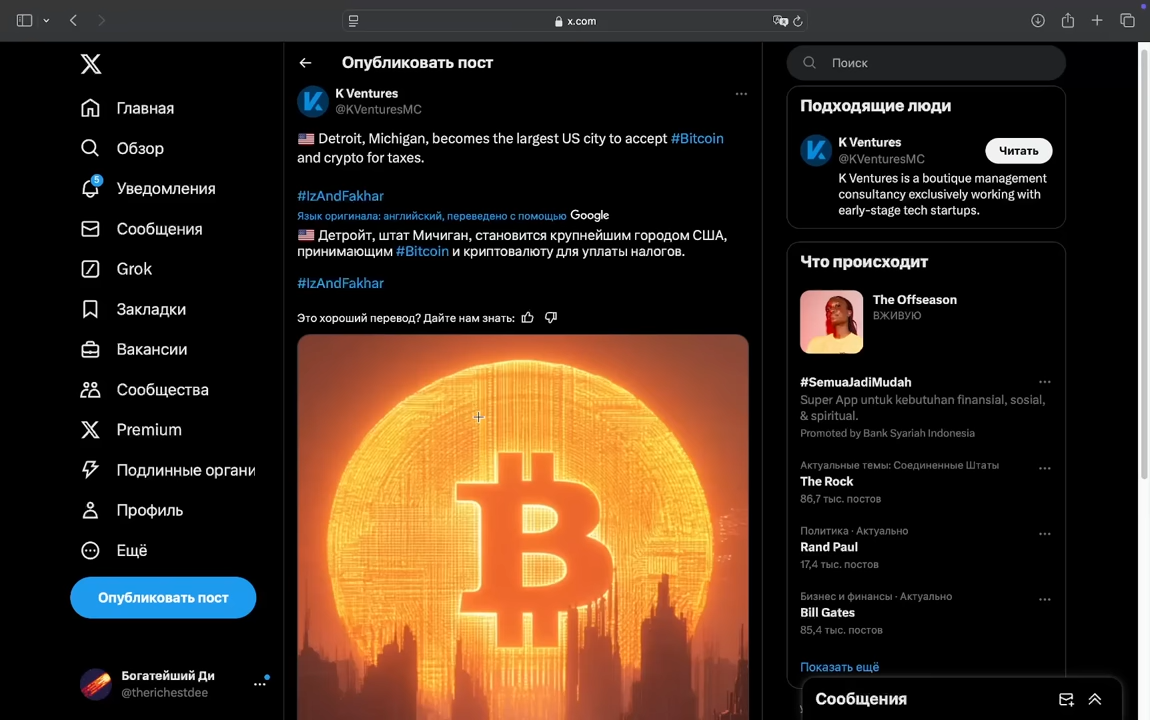 x.com
Главная
Обзор
5
Уведомления
Сообщения
Grok
Закладки
Вакансии
Сообщества
Premium
Подлинные органи
Профиль
Ещё
Опубликовать пост
Богатейший Ди
@therichestdee
Опубликовать пост
K Ventures
@KVenturesMC
Detroit, Michigan, becomes the largest US city to accept #Bitcoin
and crypto for taxes.
#IzAndFakhar
Язык оригинала: английский, переведено с помощью Google
Детройт, штат Мичиган, становится крупнейшим городом США,
принимающим #Bitcoin и криптовалюту для уплаты налогов.
#IzAndFakhar
Это хороший перевод? Дайте нам знать:
Поиск
Подходящие люди
K Ventures
@KVenturesMC
Читать
K Ventures is a boutique management
consultancy exclusively working with
early-stage tech startups.
Что происходит
The Offseason
ВЖИВУЮ
#SemuaJadiMudah
Super App untuk kebutuhan finansial, sosial,
& spiritual.
Promoted by Bank Syariah Indonesia
Актуальные темы: Соединенные Штаты
The Rock
86,7 тыс. постов
Политика · Актуально
Rand Paul
17,4 тыс. постов
Бизнес и финансы · Актуально
Bill Gates
85,4 тыс. постов
Показать ещё
Сообщения